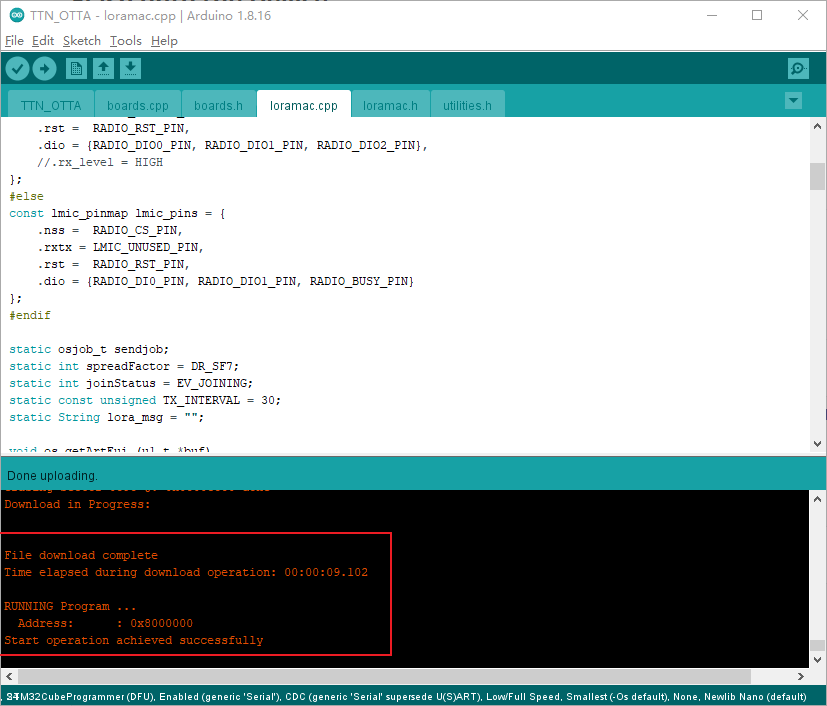 TTN_OTTA - loramac.cpp | Arduino 1.8.16
File Edit Sketch Tools Help
TTN_OTTA boards.cpp boards.h loramac.cpp loramac.h utilities.h
.rst = RADIO_RST_PIN,
.dio = {RADIO_DIO0_PIN, RADIO_DIO1_PIN, RADIO_DIO2_PIN},
//.rx_level = HIGH
};
#else
const lmic_pinmap lmic_pins = {
.nss = RADIO_CS_PIN,
.rxtx = LMIC_UNUSED_PIN,
.rst = RADIO_RST_PIN,
.dio = {RADIO_DI0_PIN, RADIO_DIO1_PIN, RADIO_BUSY_PIN}
};
#endif
static osjob_t sendjob;
static int spreadFactor = DR_SF7;
static int joinStatus = EV_JOINING;
static const unsigned TX_INTERVAL = 30;
static String lora_msg = "";
void os_getArtEui (u1_t *buf)
Done uploading.
Download in Progress:
File download complete
Time elapsed during download operation: 00:00:09.102
RUNNING Program ...
Address: : 0x8000000
Start operation achieved successfully
STM32CubeProgrammer (DFU), Enabled (generic 'Serial'), CDC (generic 'Serial' supersede U(S)ART), Low/Full Speed, Smallest (-Os default), None, Newlib Nano (default)